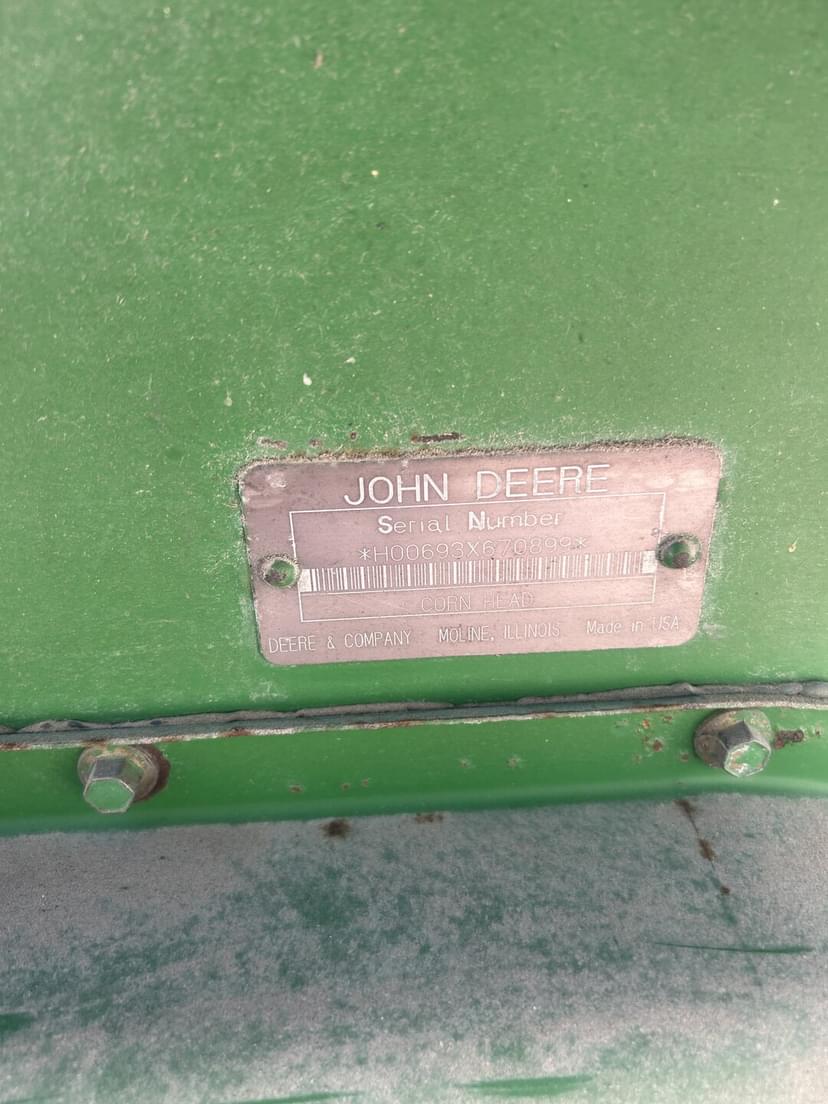 JOHN DEERE
Serial Number
*H00693X670899*
CORN HEAD
DEERE & COMPANY MOLINE, ILLINOIS Made in USA